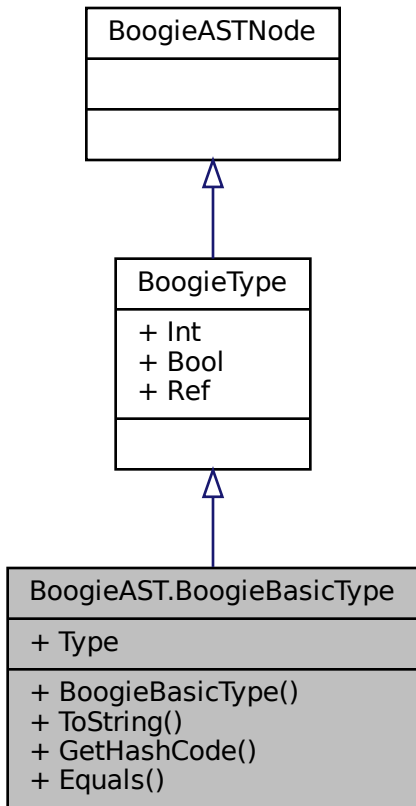 BoogieASTNode
BoogieType
+ Int
+ Bool
+ Ref
BoogieAST.BoogieBasicType
+ Type
+ BoogieBasicType()
+ ToString()
+ GetHashCode()
+ Equals()